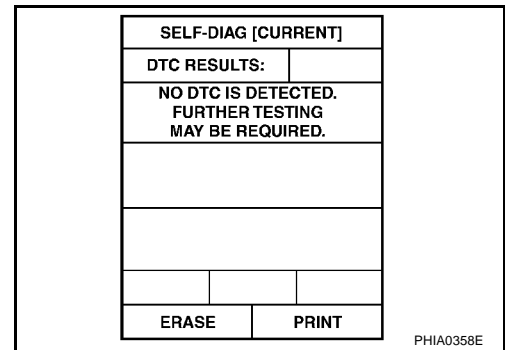 SELF-DIAG [CURRENT]
DTC RESULTS:
NO DTC IS DETECTED.
FURTHER TESTING
MAY BE REQUIRED.
ERASE PRINT
PHIA0358E